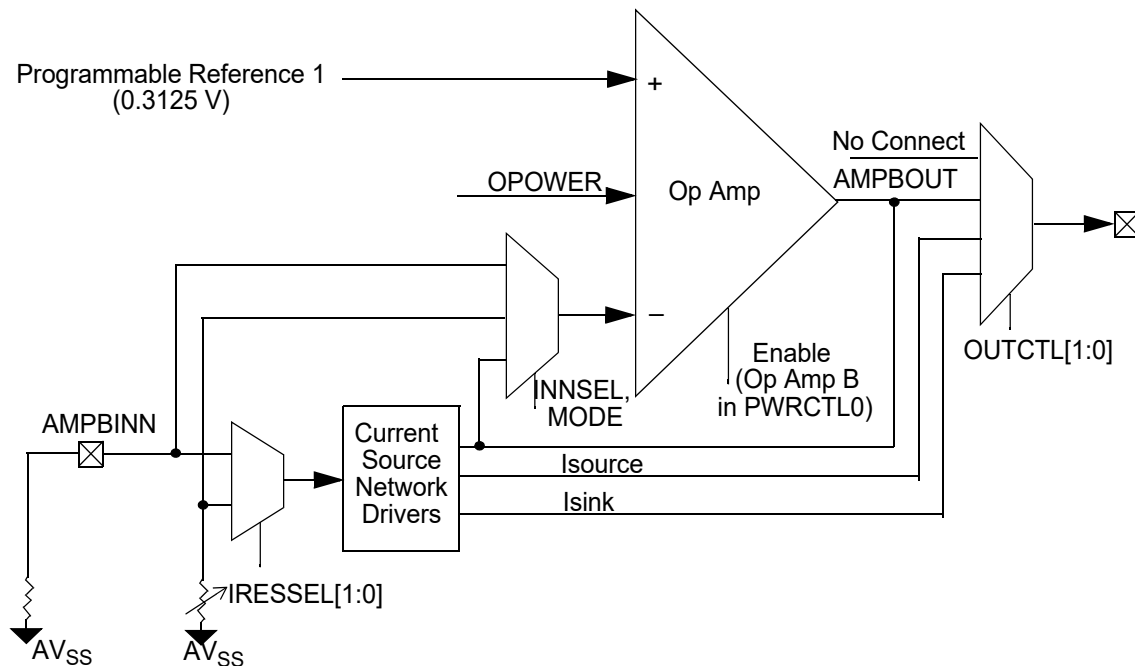 Programmable Reference 1
(0.3125 V)
+
No Connect
AMPBOUT
OPOWER
Op Amp
−
OUTCTL[1:0]
Enable
(Op Amp B
in PWRCTL0)
INNSEL,
MODE
AMPBINN
Current
Source
Network
Drivers
Isource
Isink
IRESSEL[1:0]
AVSS
AVSS